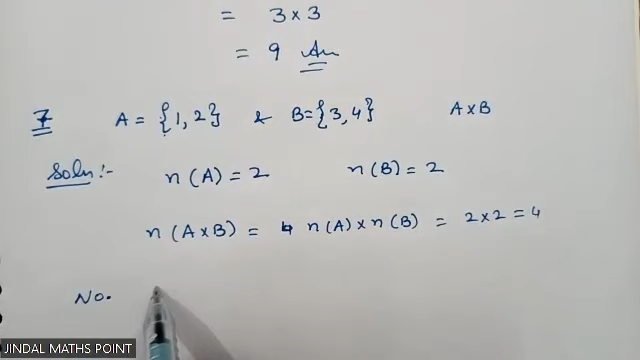 = 3 x 3
= 9 Ans
7 A = {1, 2} & B = {3, 4} A x B
Soln :- n (A) = 2 n (B) = 2
n (A x B) = n (A) x n (B) = 2 x 2 = 4
No.
JINDAL MATHS POINT